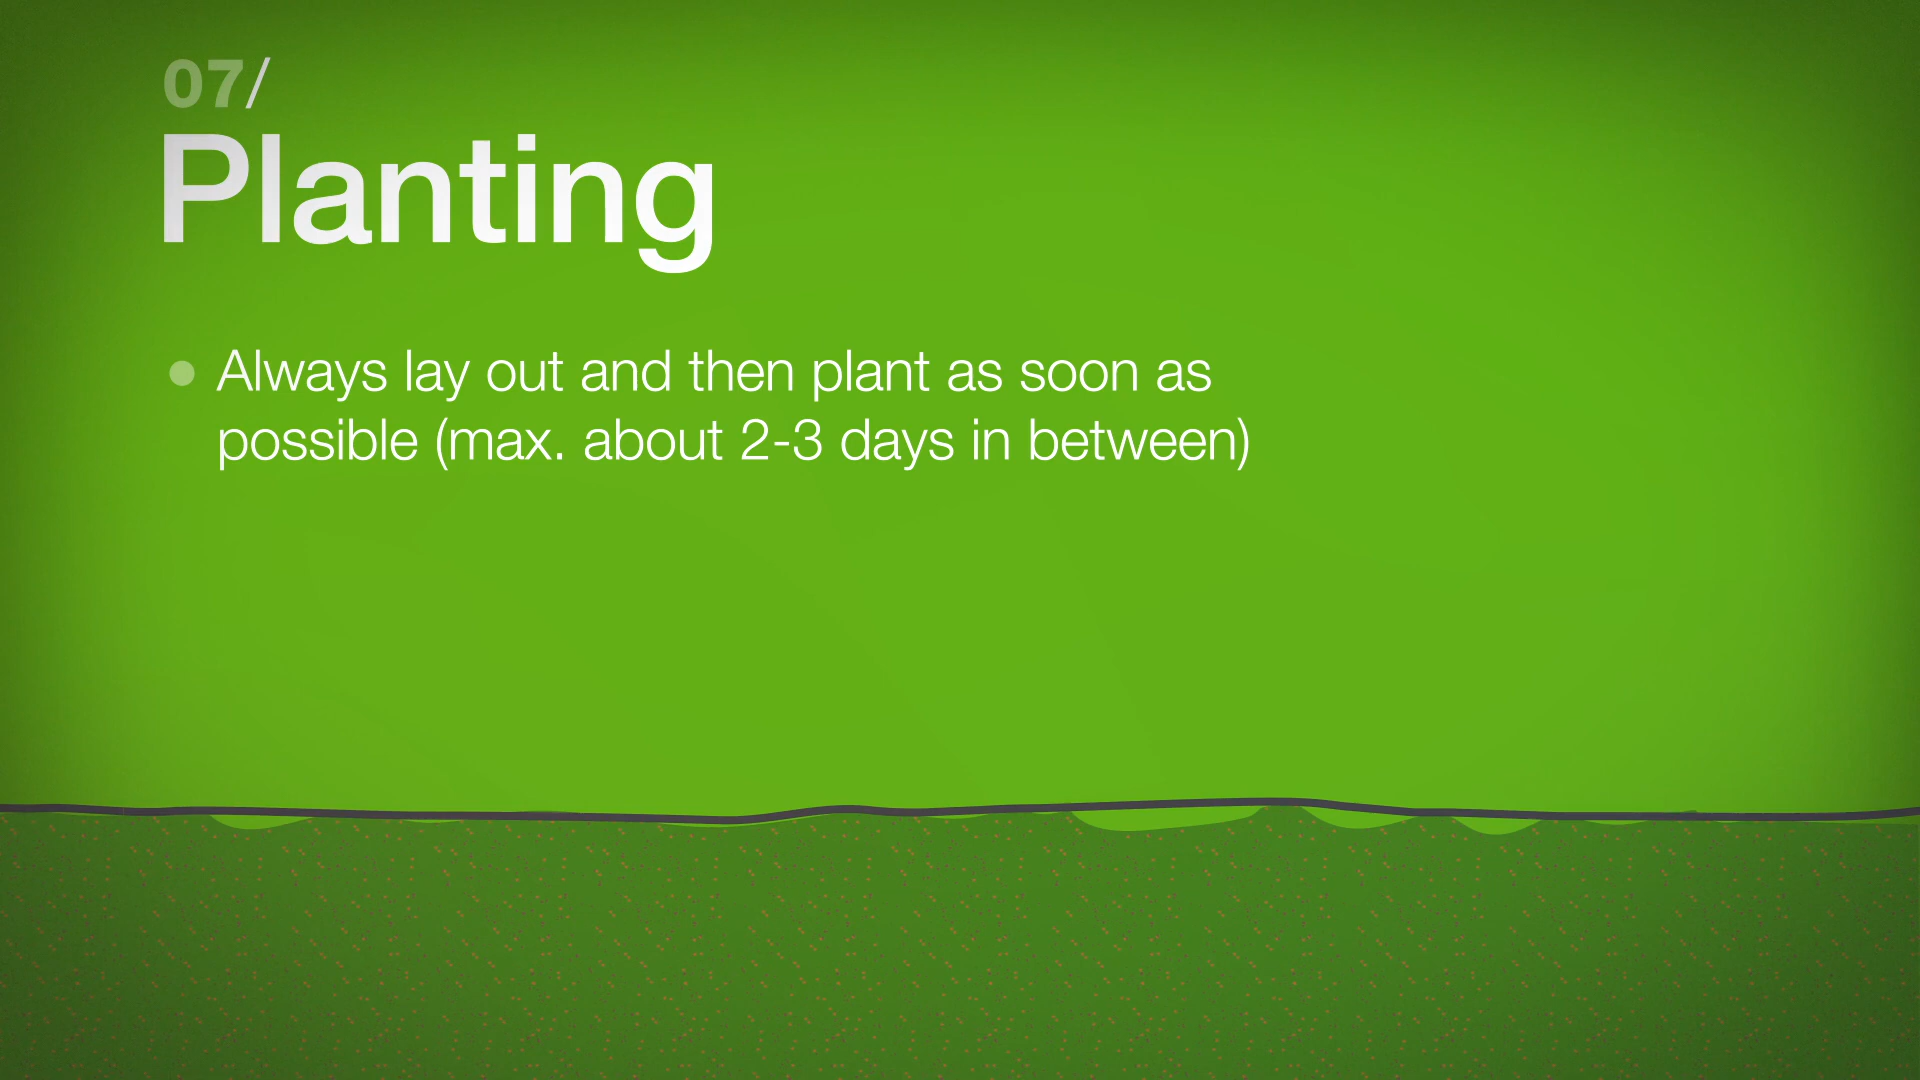 07/
Planting
• Always lay out and then plant as soon as
possible (max. about 2-3 days in between)